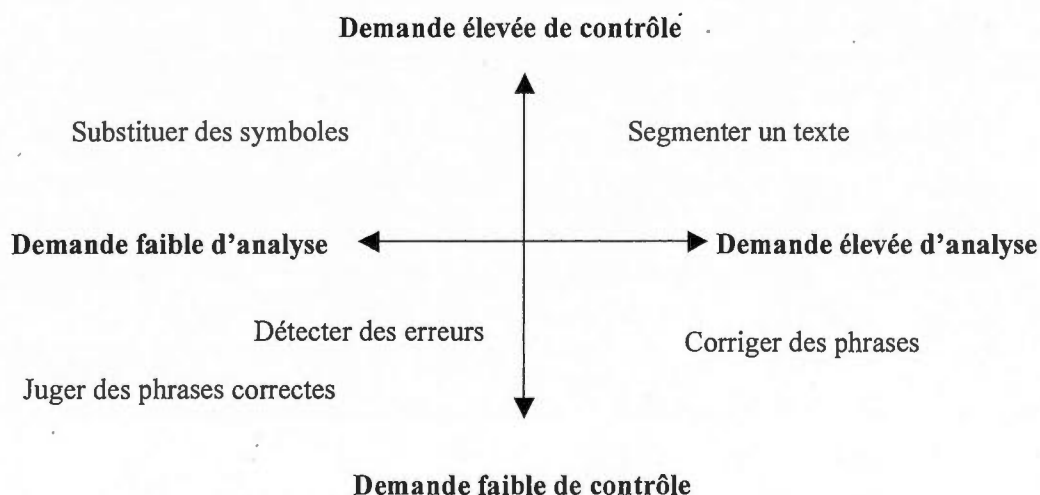 Demande élevée de contrôle
Substituer des symboles
Segmenter un texte
Demande faible d'analyse
Demande élevée d'analyse
Détecter des erreurs
Corriger des phrases
Juger des phrases correctes
Demande faible de contrôle